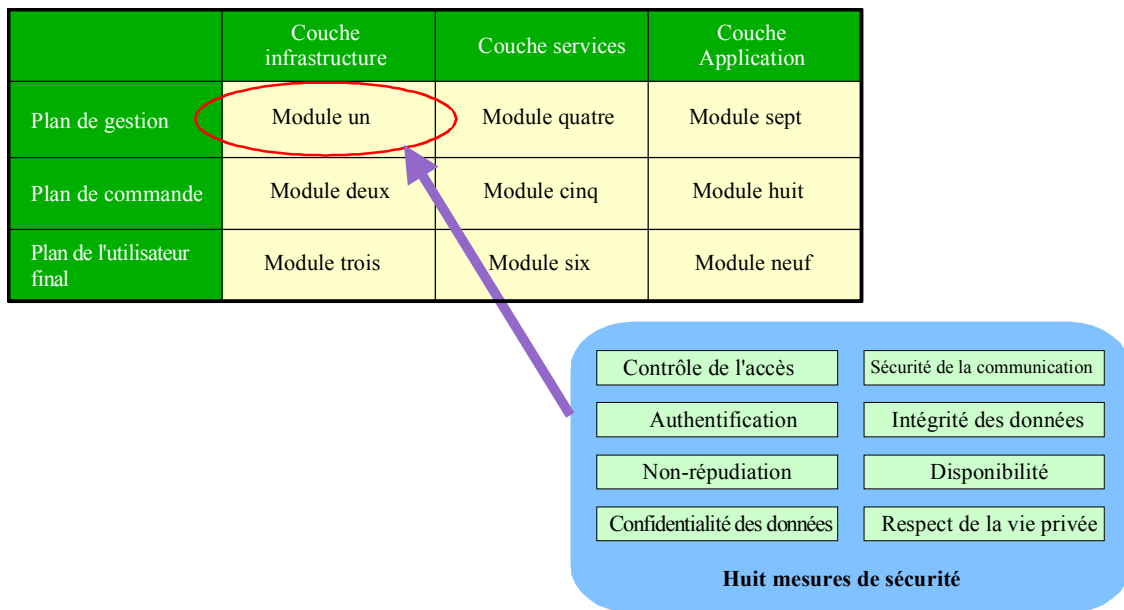 Couche
infrastructure
Couche services
Couche
Application
Plan de gestion
Module un
Module quatre
Module sept
Plan de commande
Module deux
Module cinq
Module huit
Plan de l'utilisateur
final
Module trois
Module six
Module neuf
Contrôle de l'accès
Sécurité de la communication
Authentification
Intégrité des données
Non-répudiation
Disponibilité
Confidentialité des données
Respect de la vie privée
Huit mesures de sécurité